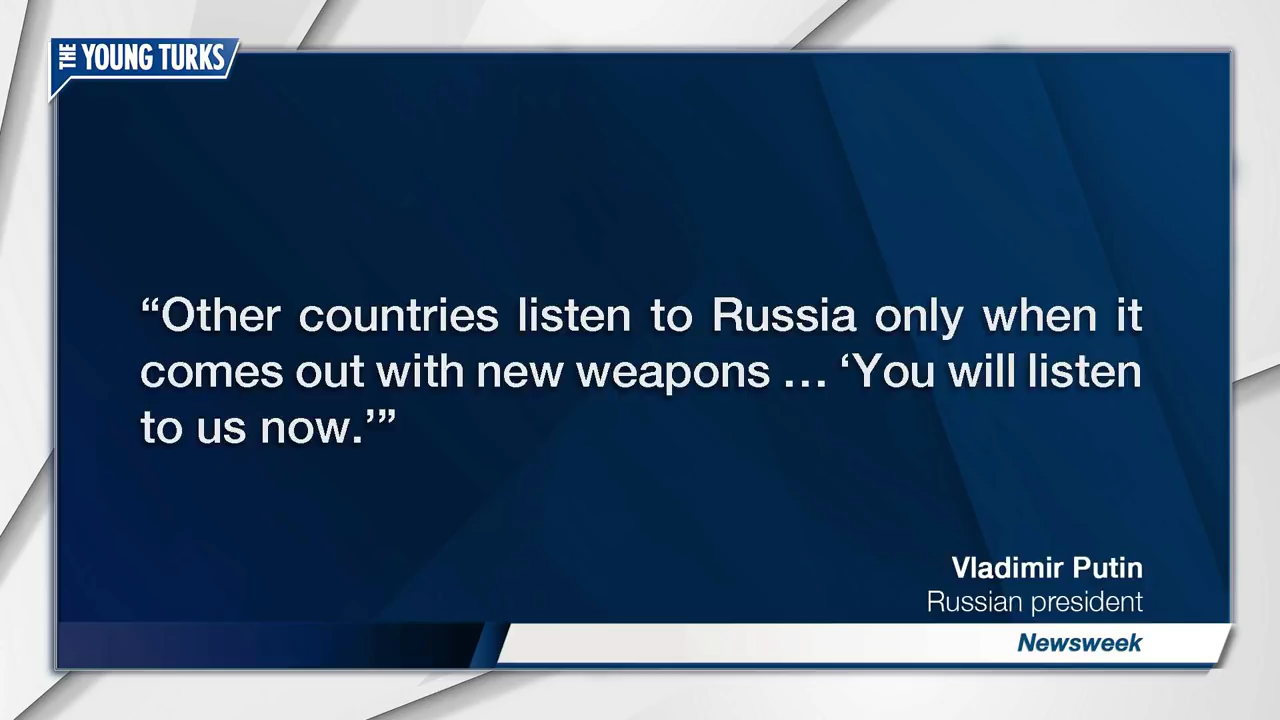 THE YOUNG TURKS
“Other countries listen to Russia only when it
comes out with new weapons ... ‘You will listen
to us now.’”
Vladimir Putin
Russian president
Newsweek